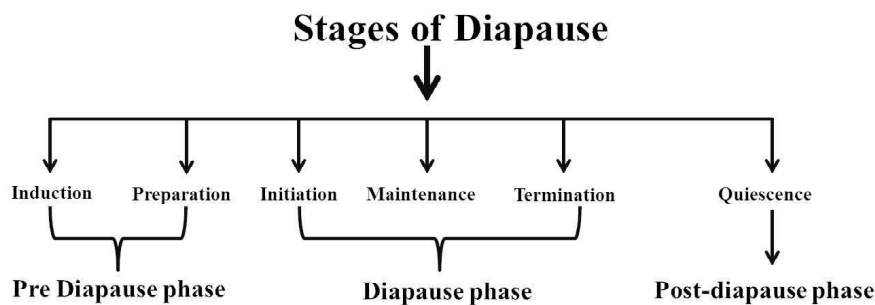 Stages of Diapause
Induction Preparation Initiation Maintenance Termination Quiescence
Pre Diapause phase Diapause phase Post-diapause phase